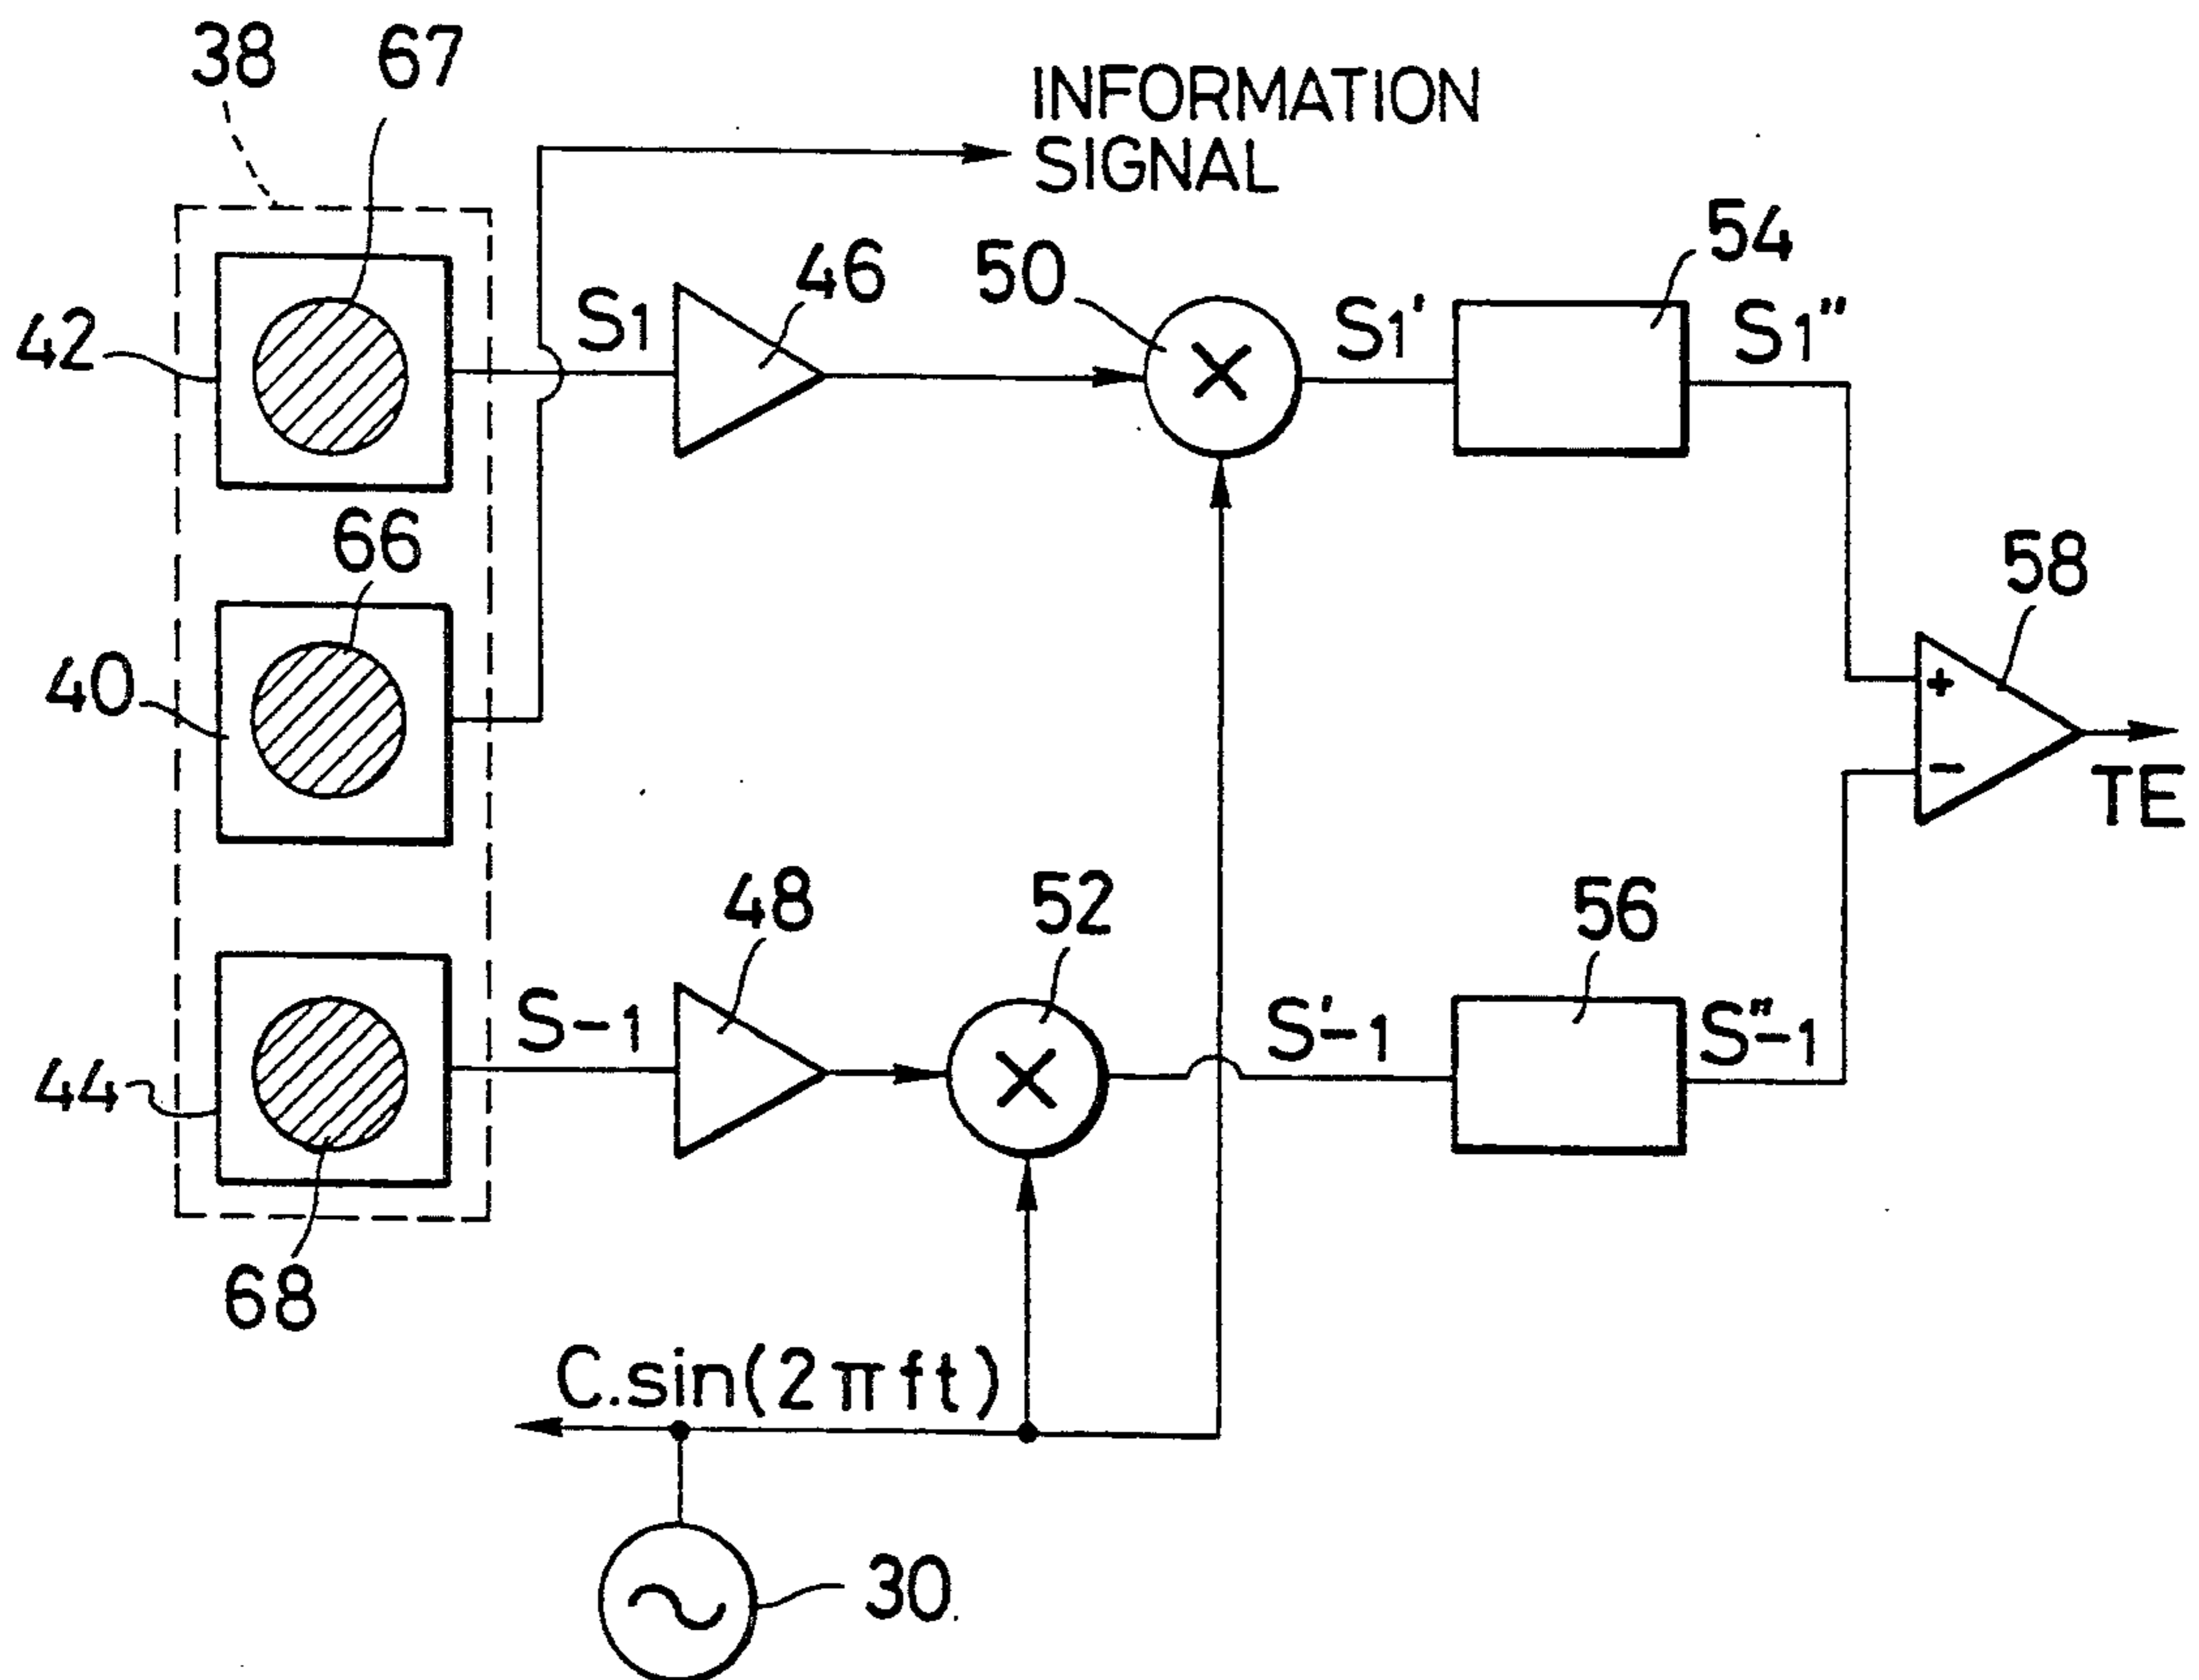 38
67
INFORMATION
SIGNAL
42
S1
46
50
S1'
54
S1"
66
40
58
+
-
TE
44
S-1
48
52
S'-1
56
S"-1
68
C.sin(2πft)
30